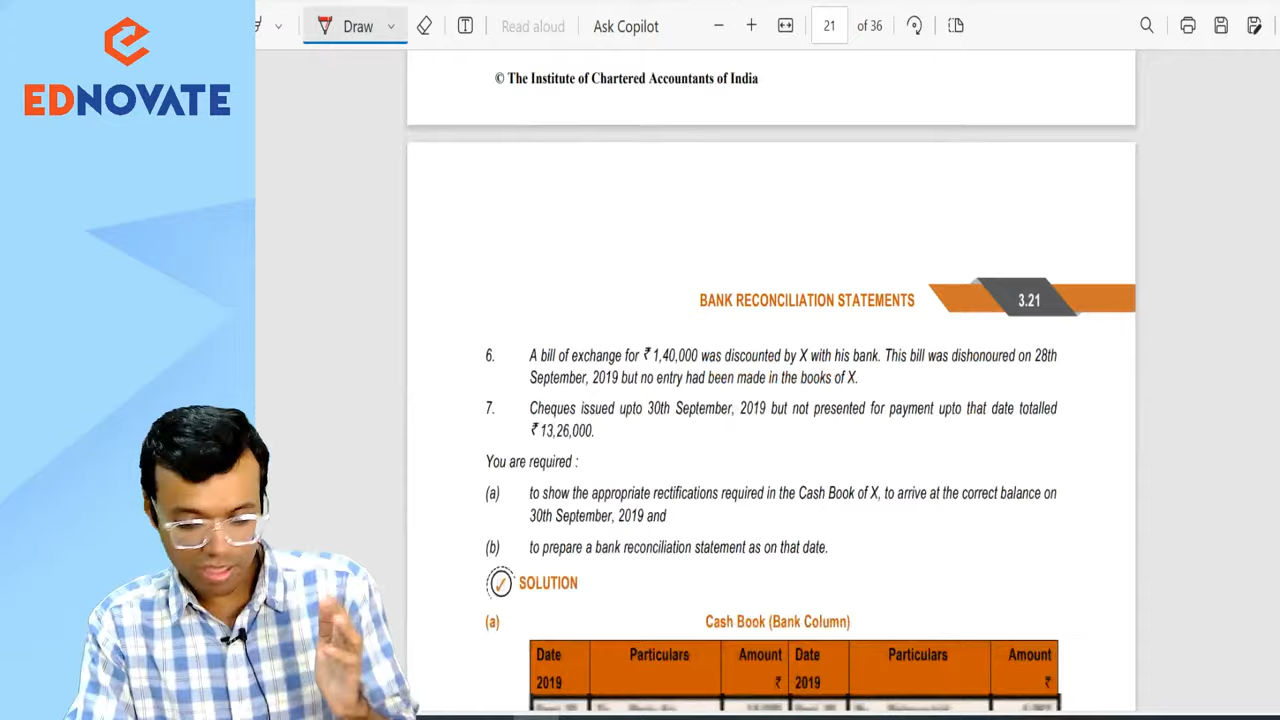 Draw
Read aloud
Ask Copilot
21
of 36
EDNOVATE
© The Institute of Chartered Accountants of India
BANK RECONCILIATION STATEMENTS
3.21
6. A bill of exchange for ₹ 1,40,000 was discounted by X with his bank. This bill was dishonoured on 28th
September, 2019 but no entry had been made in the books of X.
7. Cheques issued upto 30th September, 2019 but not presented for payment upto that date totalled
₹ 13,26,000.
You are required :
(a) to show the appropriate rectifications required in the Cash Book of X, to arrive at the correct balance on
30th September, 2019 and
(b) to prepare a bank reconciliation statement as on that date.
SOLUTION
(a) Cash Book (Bank Column)
Date Particulars Amount Date Particulars Amount
2019 ₹ 2019 ₹